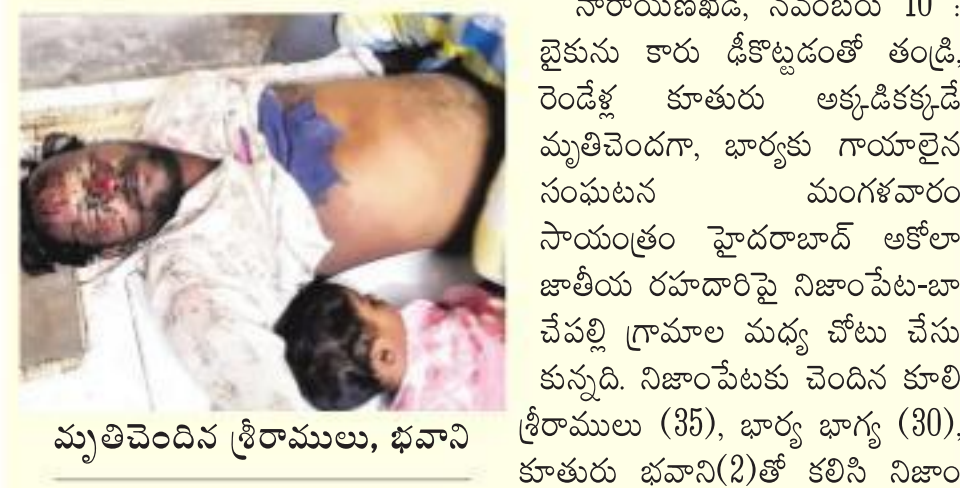 మృతిచెందిన శ్రీరాములు, భవాని
నారాయణఖేడ్, నవంబరు 10 :
బైకును కారు ఢీకొట్టడంతో తండ్రి,
రెండేళ్ల కూతురు అక్కడికక్కడే
మృతిచెందగా, భార్యకు గాయాలైన
సంఘటన మంగళవారం
సాయంత్రం హైదరాబాద్ అకోలా
జాతీయ రహదారిపై నిజాంపేట-బా
చేపల్లి గ్రామాల మధ్య చోటు చేసు
కున్నది. నిజాంపేటకు చెందిన కూలి
శ్రీరాములు (35), భార్య భాగ్య (30),
కూతురు భవాని(2)తో కలిసి నిజాం